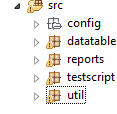 src
config
datatable
reports
testscript
util